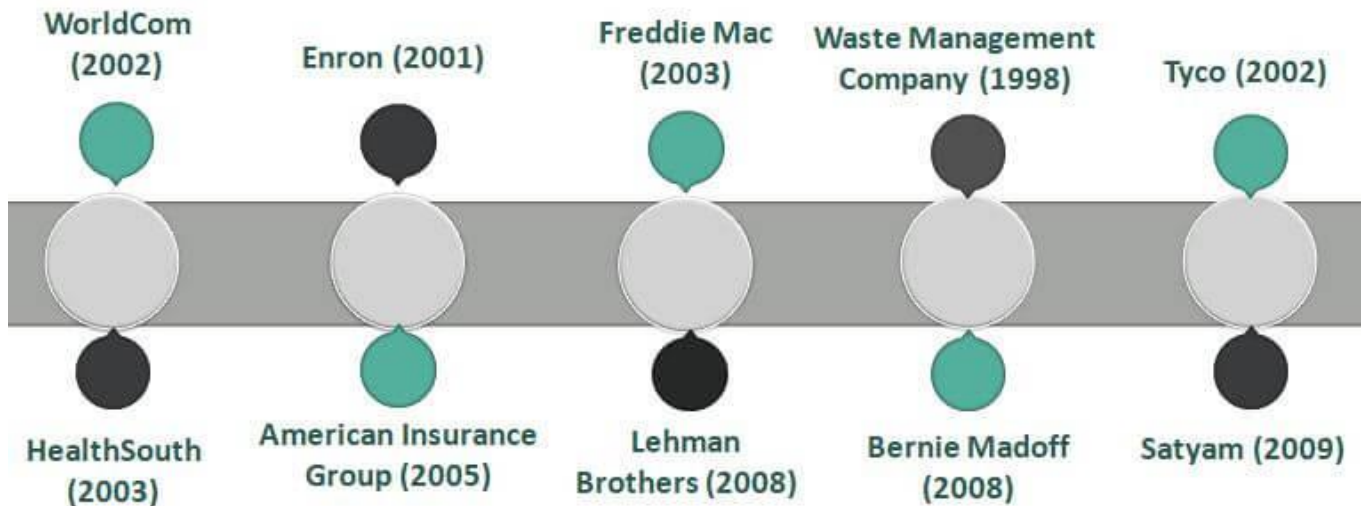 WorldCom
(2002)
Enron (2001)
Freddie Mac
(2003)
Waste Management
Company (1998)
Tyco (2002)
HealthSouth
(2003)
American Insurance
Group (2005)
Lehman
Brothers (2008)
Bernie Madoff
(2008)
Satyam (2009)